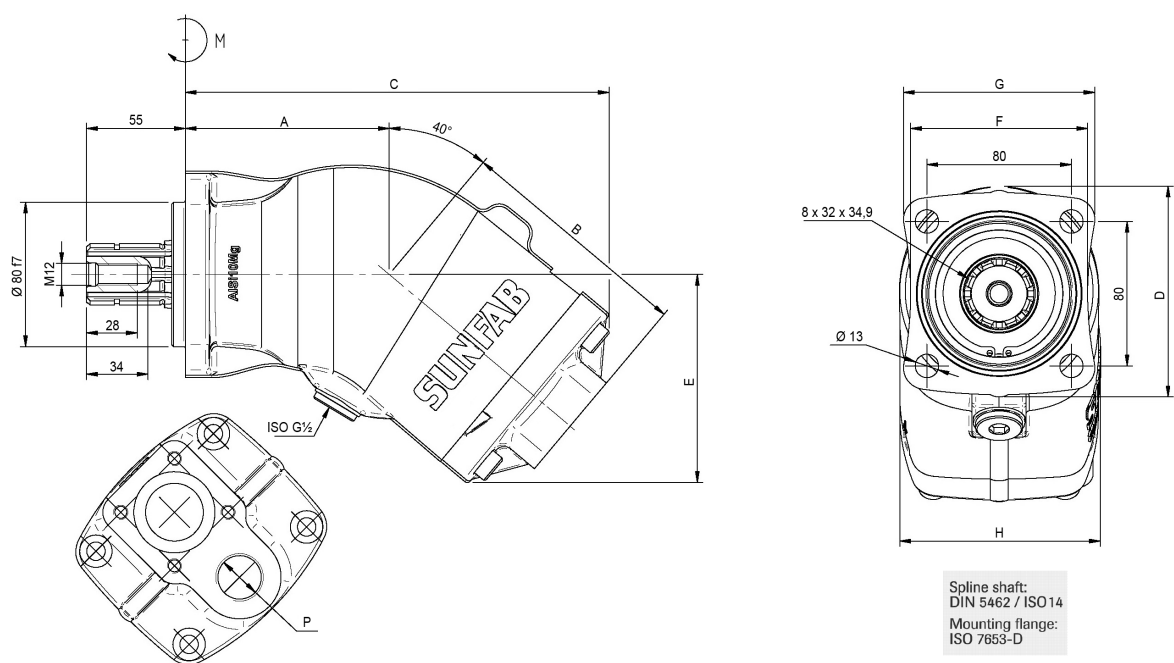 M
C
G
55
A
40°
F
80
B
8 x 32 x 34,9
Ø 80 f7
M12
AlSi10Mg
D
80
28
SUNFAB
34
Ø 13
E
ISO G½
H
P
Spline shaft:
DIN 5462 / ISO14
Mounting flange:
ISO 7653-D